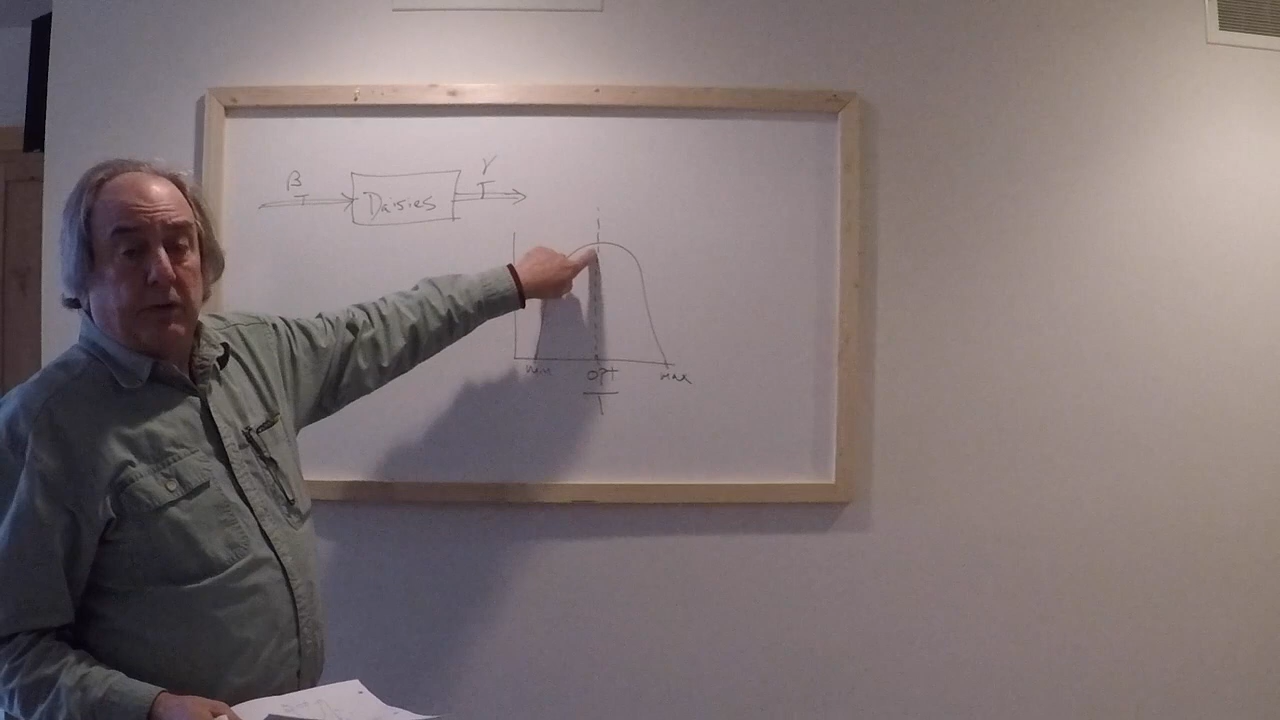 β γ
Daisies
min opt max
T